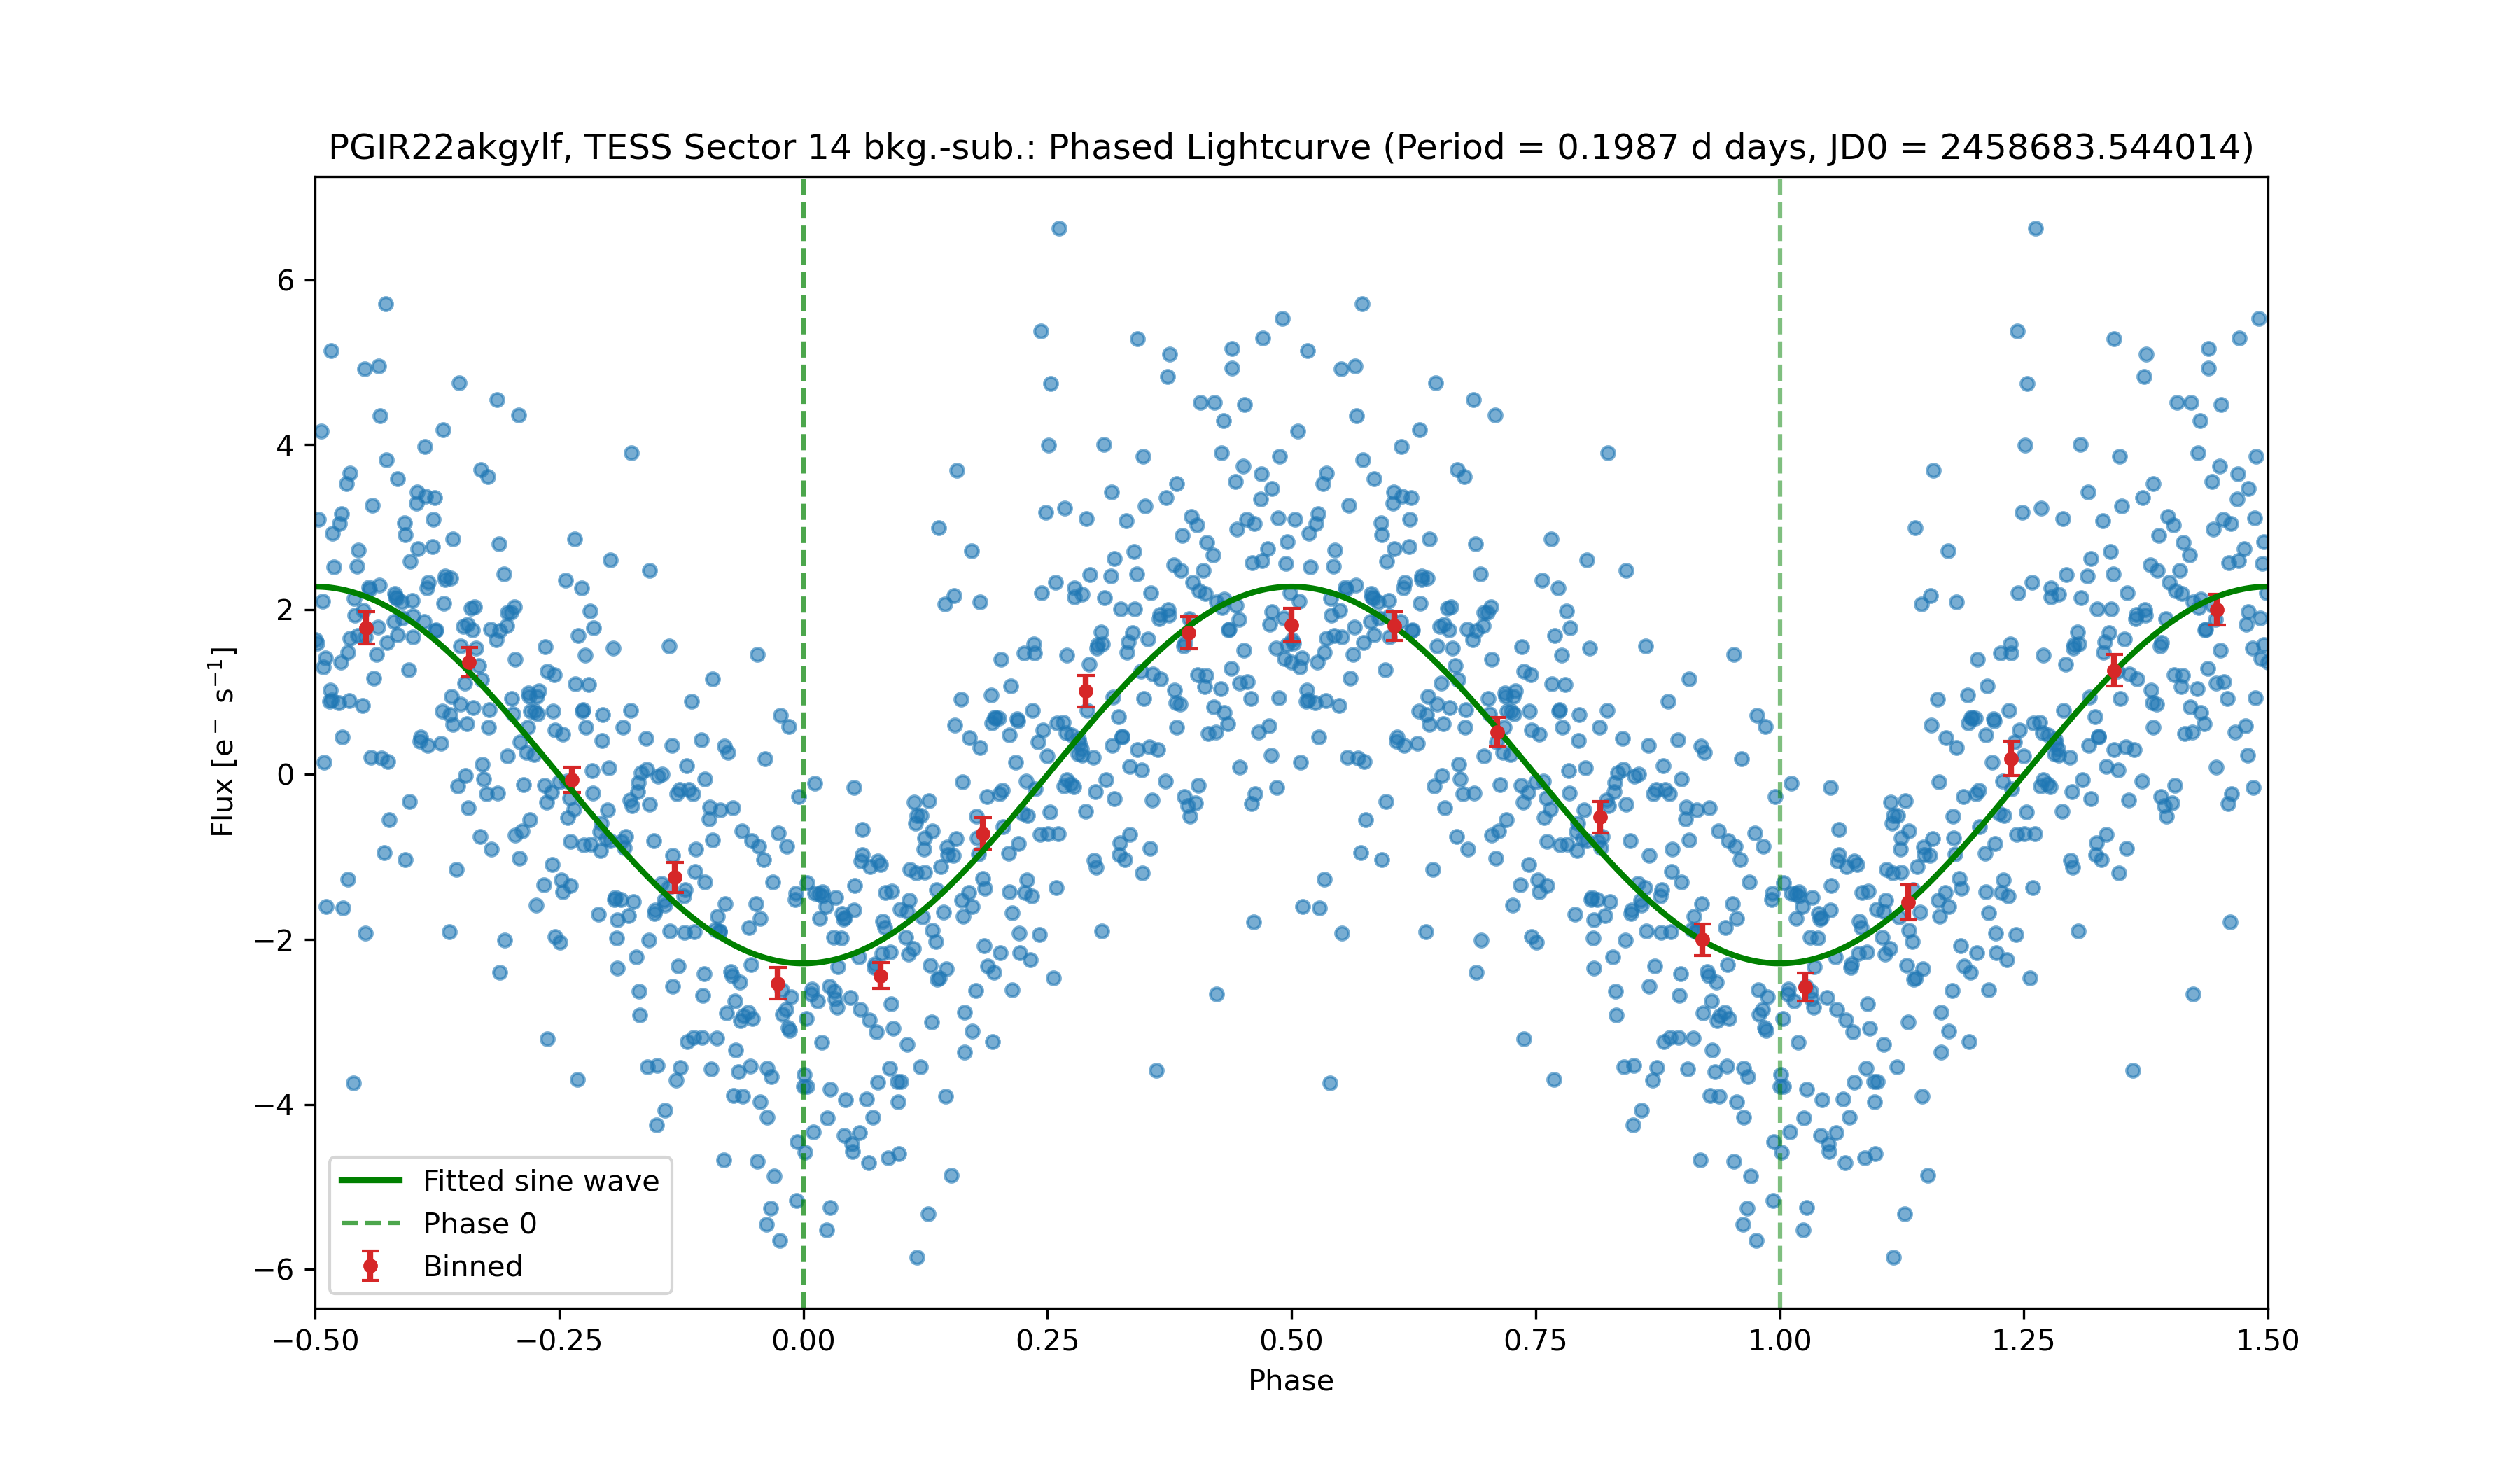 PGIR22akgylf, TESS Sector 14 bkg.-sub.: Phased Lightcurve (Period = 0.1987 d days, JD0 = 2458683.544014)
Flux [e⁻ s⁻¹]
6
4
2
0
−2
−4
−6
Fitted sine wave
Phase 0
Binned
−0.50 −0.25 0.00 0.25 0.50 0.75 1.00 1.25 1.50
Phase